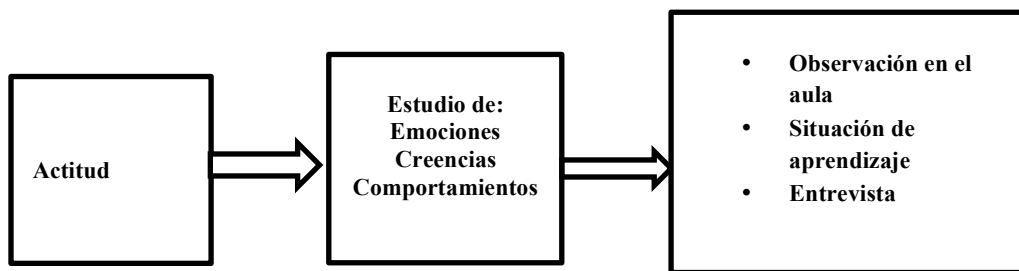 Actitud
Estudio de:
Emociones
Creencias
Comportamientos
• Observación en el
aula
• Situación de
aprendizaje
• Entrevista